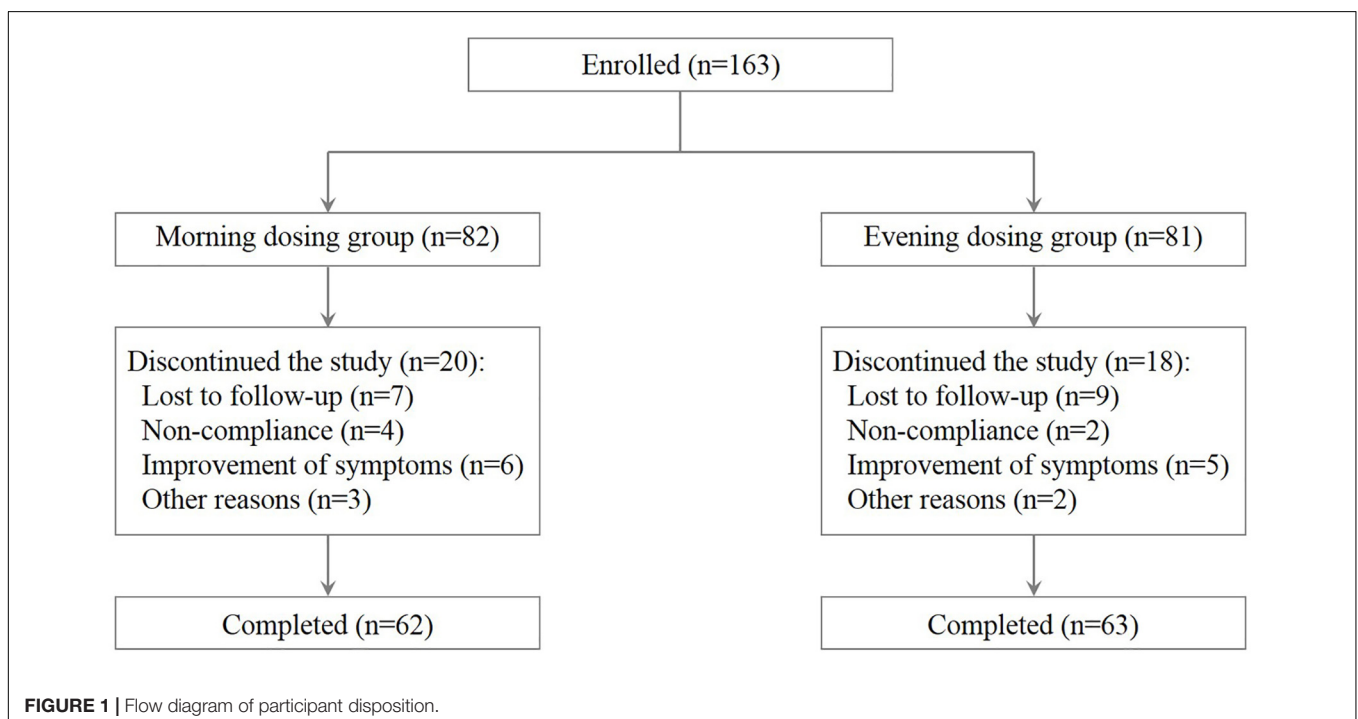 Enrolled (n=163)
Morning dosing group (n=82)
Evening dosing group (n=81)
Discontinued the study (n=20):
Lost to follow-up (n=7)
Non-compliance (n=4)
Improvement of symptoms (n=6)
Other reasons (n=3)
Discontinued the study (n=18):
Lost to follow-up (n=9)
Non-compliance (n=2)
Improvement of symptoms (n=5)
Other reasons (n=2)
Completed (n=62)
Completed (n=63)
FIGURE 1 | Flow diagram of participant disposition.